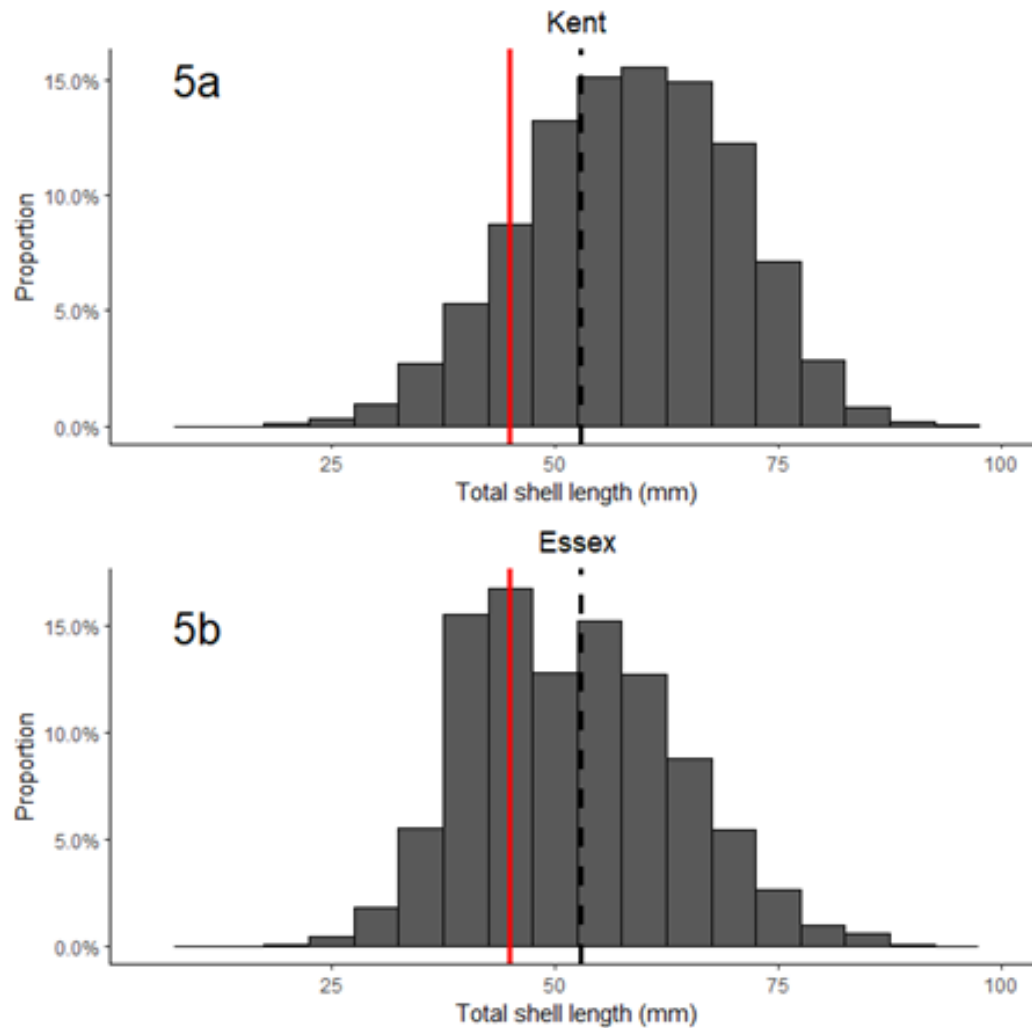 Kent
5a
15.0%
10.0%
5.0%
0.0%
Proportion
25 50 75 100
Total shell length (mm)
Essex
5b
15.0%
10.0%
5.0%
0.0%
Proportion
25 50 75 100
Total shell length (mm)